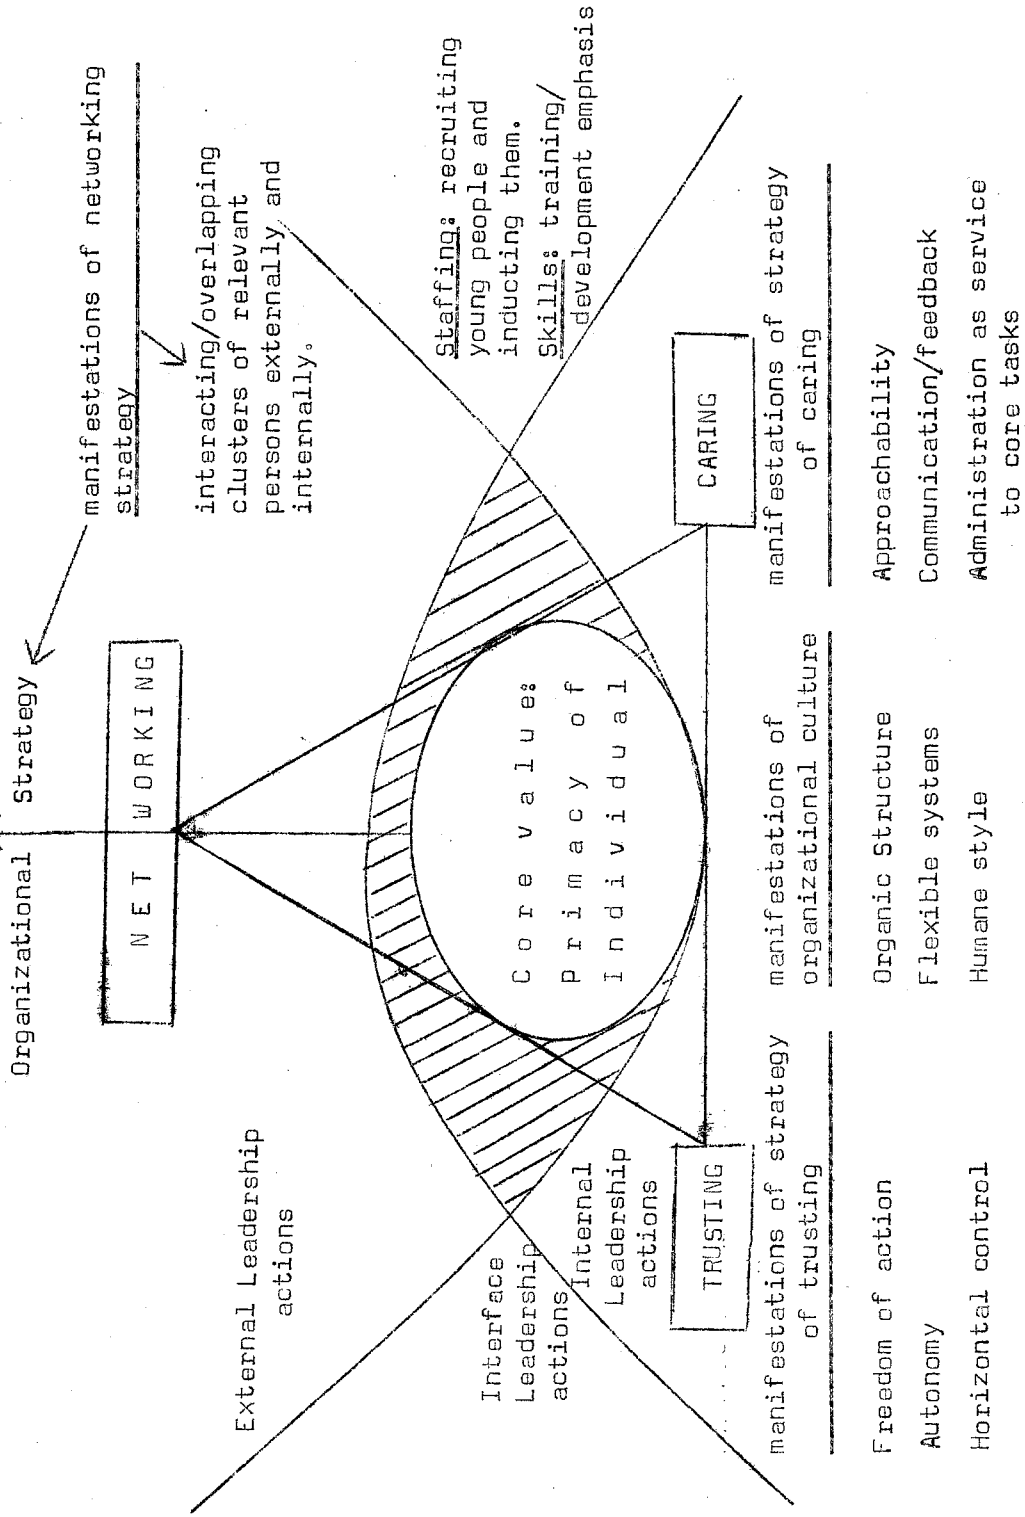 Organizational Strategy
NET WORKING
manifestations of networking
strategy
interacting/overlapping
clusters of relevant
persons externally and
internally.
External Leadership
actions
Interface
Leadership
actions
Internal
Leadership
actions
Staffing: recruiting
young people and
inducting them.
Skills: training/
development emphasis
Core value:
Primacy of
Individual
TRUSTING
CARING
manifestations of strategy
of trusting
Freedom of action
Autonomy
Horizontal control
manifestations of
organizational culture
Organic Structure
Flexible systems
Humane style
manifestations of strategy
of caring
Approachability
Communication/feedback
Administration as service
to core tasks